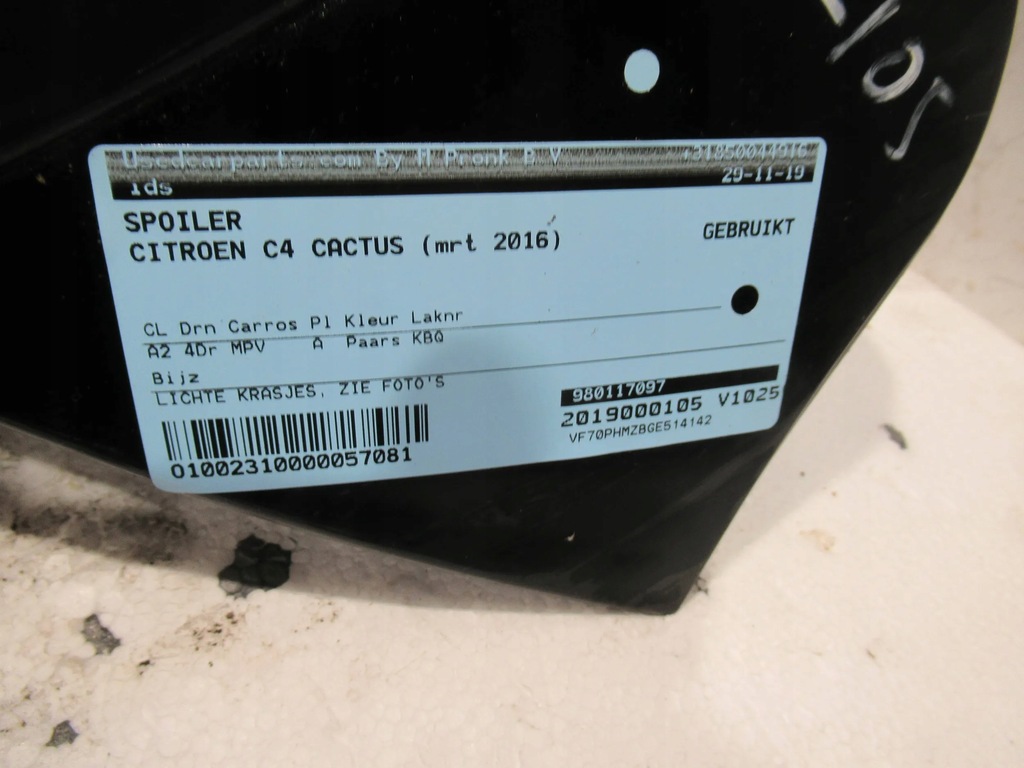 Usedcarparts.com By M.Pronk B.V. +31850044916
ids 29-11-19
SPOILER
CITROEN C4 CACTUS (mrt 2016) GEBRUIKT
CL Drn Carros Pl Kleur Laknr
A2 4Dr MPV A Paars KBQ
Bijz
LICHTE KRASJES, ZIE FOTO'S
980117097
2019000105 V1025
VF70PHMZBGE514142
0100231000057081